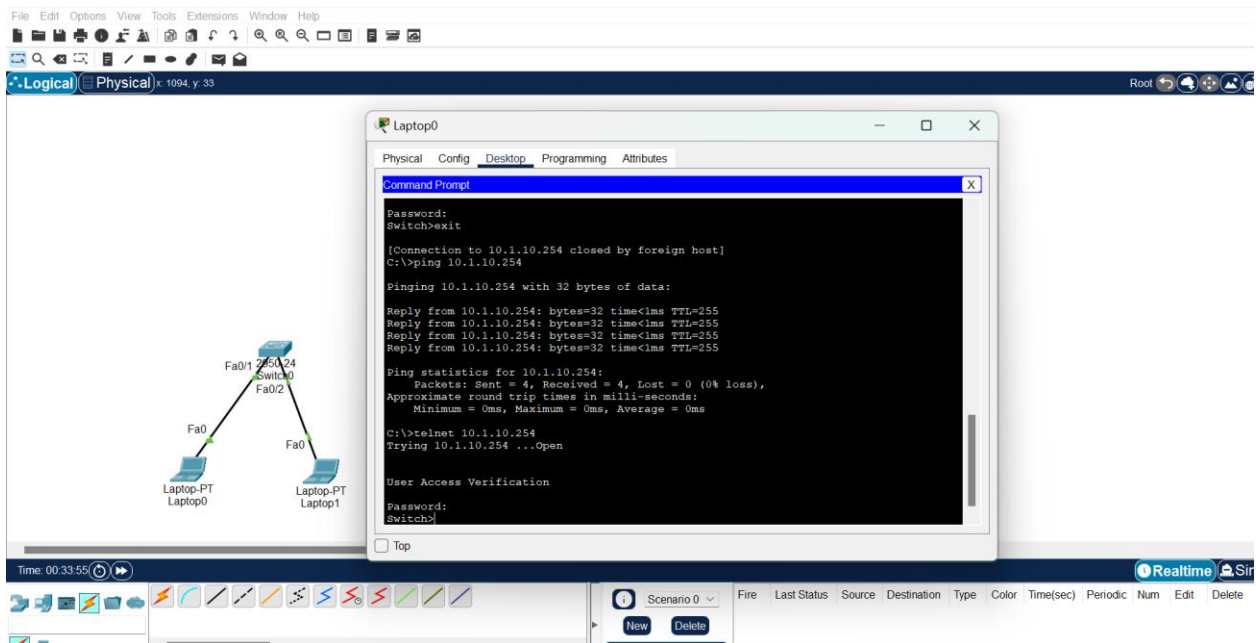 File Edit Options View Tools Extensions Window Help
Logical Physical x: 1094, y: 33 Root
Laptop0
Physical Config Desktop Programming Attributes
Command Prompt X
Password:
Switch>exit
[Connection to 10.1.10.254 closed by foreign host]
C:\>ping 10.1.10.254
Pinging 10.1.10.254 with 32 bytes of data:
Reply from 10.1.10.254: bytes=32 time<1ms TTL=255
Reply from 10.1.10.254: bytes=32 time<1ms TTL=255
Reply from 10.1.10.254: bytes=32 time<1ms TTL=255
Reply from 10.1.10.254: bytes=32 time<1ms TTL=255
Ping statistics for 10.1.10.254:
Packets: Sent = 4, Received = 4, Lost = 0 (0% loss),
Approximate round trip times in milli-seconds:
Minimum = 0ms, Maximum = 0ms, Average = 0ms
C:\>telnet 10.1.10.254
Trying 10.1.10.254 ...Open
User Access Verification
Password:
Switch>
Top
Fa0/1 2950-24
Switch0
Fa0/2
Fa0
Fa0
Laptop-PT
Laptop0
Laptop-PT
Laptop1
Time: 00:33:55 Realtime Sim
Scenario 0 Fire Last Status Source Destination Type Color Time(sec) Periodic Num Edit Delete
New Delete